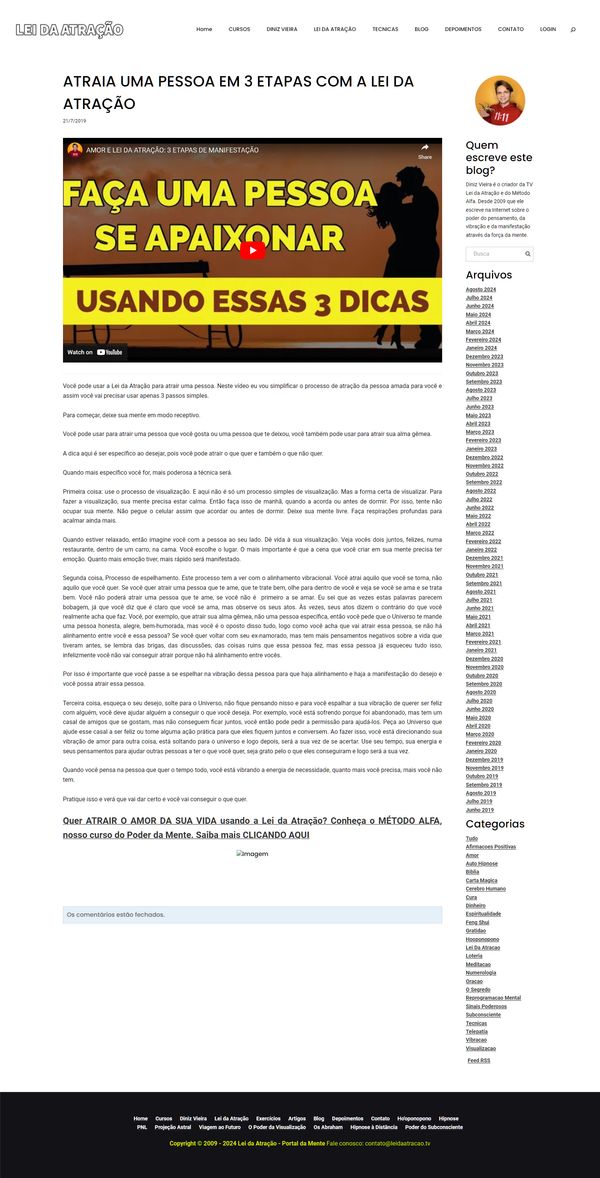 LEI DA ATRAÇÃO
Home CURSOS DINIZ VIEIRA LEI DA ATRAÇÃO TECNICAS BLOG DEPOIMENTOS CONTATO LOGIN
ATRAIA UMA PESSOA EM 3 ETAPAS COM A LEI DA
ATRAÇÃO
21/7/2019
AMOR E LEI DA ATRAÇÃO: 3 ETAPAS DE MANIFESTAÇÃO
Share
FAÇA UMA PESSOA
SE APAIXONAR
USANDO ESSAS 3 DICAS
Watch on YouTube
Você pode usar a Lei da Atração para atrair uma pessoa. Neste vídeo eu vou simplificar o processo de atração da pessoa amada para você e
assim você vai precisar usar apenas 3 passos simples.
Para começar, deixe sua mente em modo receptivo.
Você pode usar para atrair uma pessoa que você gosta ou uma pessoa que te deixou, você também pode usar para atrair sua alma gêmea.
A dica aqui é ser específico ao desejar, pois você pode atrair o que quer e também o que não quer.
Quando mais especifico você for, mais poderosa a técnica será.
Primeira coisa: use o processo de visualização. E aqui não é só um processo simples de visualização. Mas a forma certa de visualizar. Para
fazer a visualização, sua mente precisa estar calma. Então faça isso de manhã, quando a acorda ou antes de dormir. Por isso, tente não
ocupar sua mente. Não pegue o celular assim que acordar ou antes de dormir. Deixe sua mente livre. Faça respirações profundas para
acalmar ainda mais.
Quando estiver relaxado, então imagine você com a pessoa ao seu lado. Dê vida à sua visualização. Veja vocês dois juntos, felizes, numa
restaurante, dentro de um carro, na cama. Você escolhe o lugar. O mais importante é que a cena que você criar em sua mente precisa ter
emoção. Quanto mais emoção tiver, mais rápido será manifestado.
Segunda coisa, Processo de espelhamento. Este processo tem a ver com o alinhamento vibracional. Você atrai aquilo que você se torna, não
aquilo que você quer. Se você quer atrair uma pessoa que te ame, que te trate bem, olhe para dentro de você e veja se você se ama e se trata
bem. Você não poderá atrair uma pessoa que te ame, se você não é primeiro a se amar. Eu sei que as vezes estas palavras parecem
bobagem, já que você diz que é claro que você se ama, mas observe os seus atos. Às vezes, seus atos dizem o contrário do que você
realmente acha que faz. Você, por exemplo, que atrair sua alma gêmea, não uma pessoa específica, então você pede que o Universo te mande
uma pessoa honesta, alegre, bem-humorada, mas você é o oposto disso tudo, logo como você acha que vai atrair essa pessoa, se não há
alinhamento entre você e essa pessoa? Se você quer voltar com seu ex-namorado, mas tem mais pensamentos negativos sobre a vida que
tiveram antes, se lembra das brigas, das discussões, das coisas ruins que essa pessoa fez, mas essa pessoa já esqueceu tudo isso,
infelizmente você não vai conseguir atrair porque não há alinhamento entre vocês.
Por isso é importante que você passe a se espelhar na vibração dessa pessoa para que haja alinhamento e haja a manifestação do desejo e
você possa atrair essa pessoa.
Terceira coisa, esqueça o seu desejo, solte para o Universo, não fique pensando nisso e para você espalhar a sua vibração de querer ser feliz
com alguém, você deve ajudar alguém a conseguir o que você deseja. Por exemplo, você está sofrendo porque foi abandonado, mas tem um
casal de amigos que se gostam, mas não conseguem ficar juntos, você então pode pedir a permissão para ajudá-los. Peça ao Universo que
ajude esse casal a ser feliz ou tome alguma ação prática para que eles fiquem juntos e conversem. Ao fazer isso, você está direcionando sua
vibração de amor para outra coisa, está soltando para o universo e logo depois, será a sua vez de se acertar. Use seu tempo, sua energia e
seus pensamentos para ajudar outras pessoas a ter o que você quer, seja grato pelo o que eles conseguiram e logo será a sua vez.
Quando você pensa na pessoa que quer o tempo todo, você está vibrando a energia de necessidade, quanto mais você precisa, mais você não
tem.
Pratique isso e verá que vai dar certo e você vai conseguir o que quer.
Quer ATRAIR O AMOR DA SUA VIDA usando a Lei da Atração? Conheça o MÉTODO ALFA,
nosso curso do Poder da Mente. Saiba mais CLICANDO AQUI
Imagem
Os comentários estão fechados.
11:11
Quem
escreve este
blog?
Diniz Vieira é o criador da TV
Lei da Atração e do Método
Alfa. Desde 2009 que ele
escreve na Internet sobre o
poder do pensamento, da
vibração e da manifestação
através da força da mente.
Busca
Arquivos
Agosto 2024
Julho 2024
Junho 2024
Maio 2024
Abril 2024
Março 2024
Fevereiro 2024
Janeiro 2024
Dezembro 2023
Novembro 2023
Outubro 2023
Setembro 2023
Agosto 2023
Julho 2023
Junho 2023
Maio 2023
Abril 2023
Março 2023
Fevereiro 2023
Janeiro 2023
Dezembro 2022
Novembro 2022
Outubro 2022
Setembro 2022
Agosto 2022
Julho 2022
Junho 2022
Maio 2022
Abril 2022
Março 2022
Fevereiro 2022
Janeiro 2022
Dezembro 2021
Novembro 2021
Outubro 2021
Setembro 2021
Agosto 2021
Julho 2021
Junho 2021
Maio 2021
Abril 2021
Março 2021
Fevereiro 2021
Janeiro 2021
Dezembro 2020
Novembro 2020
Outubro 2020
Setembro 2020
Agosto 2020
Julho 2020
Junho 2020
Maio 2020
Abril 2020
Março 2020
Fevereiro 2020
Janeiro 2020
Dezembro 2019
Novembro 2019
Outubro 2019
Setembro 2019
Agosto 2019
Julho 2019
Junho 2019
Categorias
Tudo
Afirmacoes Positivas
Amor
Auto Hipnose
Biblia
Carta Magica
Cerebro Humano
Cura
Dinheiro
Espiritualidade
Feng Shui
Gratidao
Hooponopono
Lei Da Atracao
Loteria
Meditacao
Numerologia
Oracao
O Segredo
Reprogramacao Mental
Sinais Poderosos
Subconsciente
Tecnicas
Telepatia
Vibracao
Visualizacao
Feed RSS
Home Cursos Diniz Vieira Lei da Atração Exercícios Artigos Blog Depoimentos Contato Ho'oponopono Hipnose
PNL Projeção Astral Viagem ao Futuro O Poder da Visualização Os Abraham Hipnose à Distância Poder do Subconsciente
Copyright © 2009 - 2024 Lei da Atração - Portal da Mente Fale conosco: contato@leidaatracao.tv